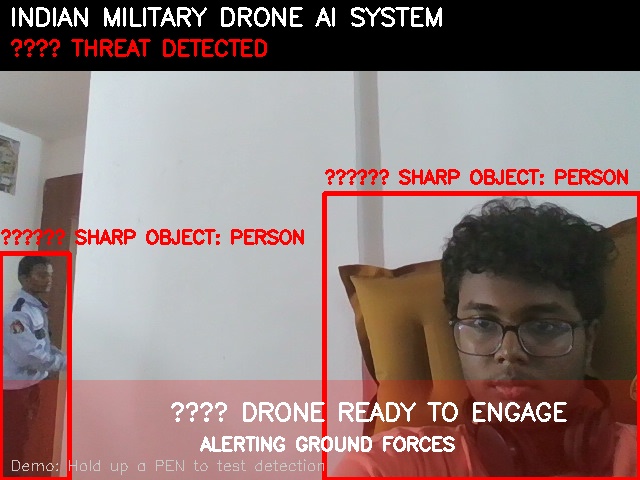 INDIAN MILITARY DRONE AI SYSTEM
???? THREAT DETECTED
?????? SHARP OBJECT: PERSON
?????? SHARP OBJECT: PERSON
???? DRONE READY TO ENGAGE
ALERTING GROUND FORCES
Demo: Hold up a PEN to test detection